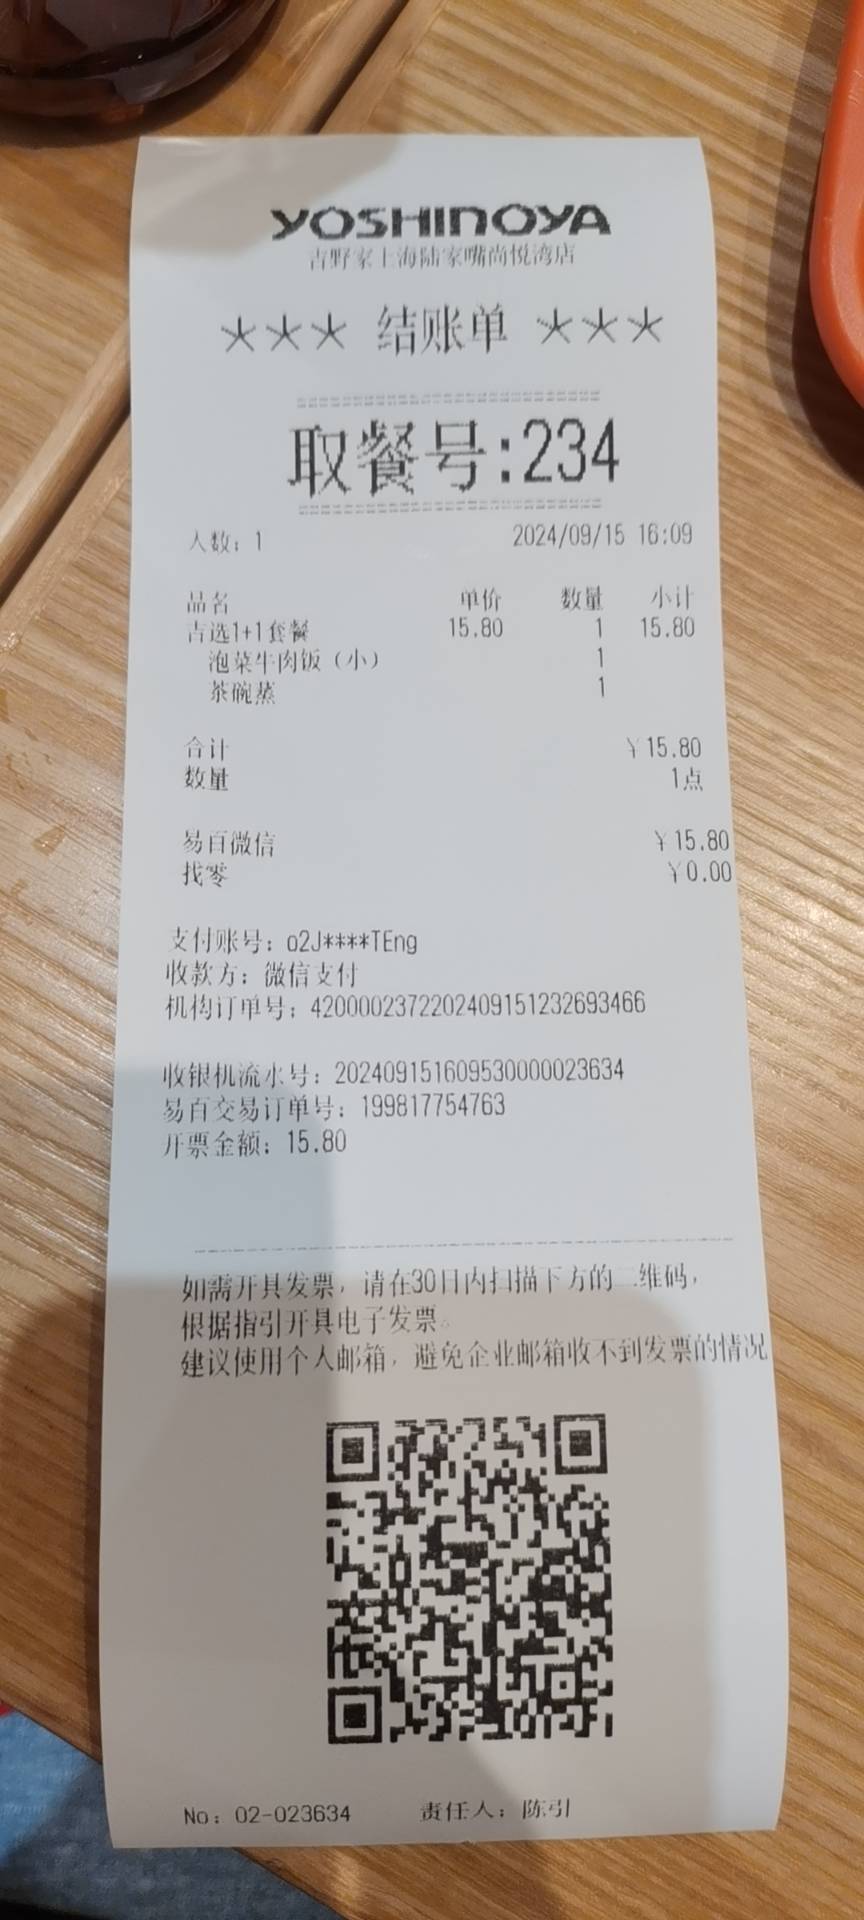 YOSHINOYA
吉野家上海陆家嘴尚悦湾店
*** 结账单 ***
取餐号:234
人数: 1 2024/09/15 16:09
品名 单价 数量 小计
吉选1+1套餐 15.80 1 15.80
泡菜牛肉饭（小） 1
茶碗蒸 1
合计 ¥15.80
数量 1点
易百微信 ¥15.80
找零 ¥0.00
支付账号: o2J****TEng
收款方: 微信支付
机构订单号: 4200002372202409151232693466
收银机流水号: 202409151609530000023634
易百交易订单号: 199817754763
开票金额: 15.80
如需开具发票, 请在30日内扫描下方的二维码,
根据指引开具电子发票。
建议使用个人邮箱, 避免企业邮箱收不到发票的情况
No: 02-023634 责任人: 陈引